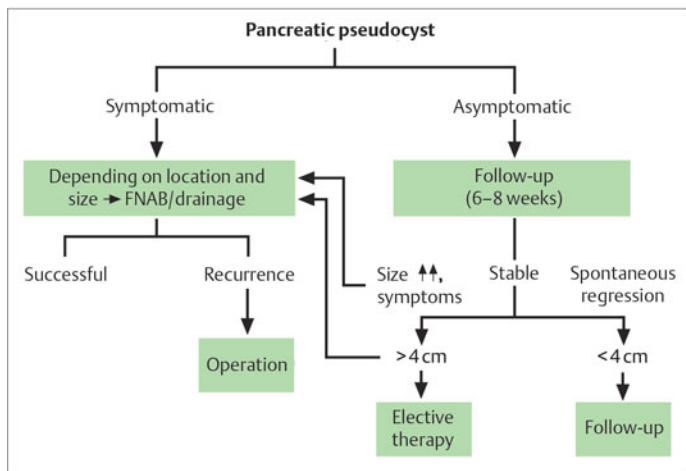 Pancreatic pseudocyst
Symptomatic
Asymptomatic
Depending on location and
size → FNAB/drainage
Follow-up
(6–8 weeks)
Successful
Recurrence
Size ↑↑,
symptoms
Stable
Spontaneous
regression
Operation
>4 cm
<4 cm
Elective
therapy
Follow-up